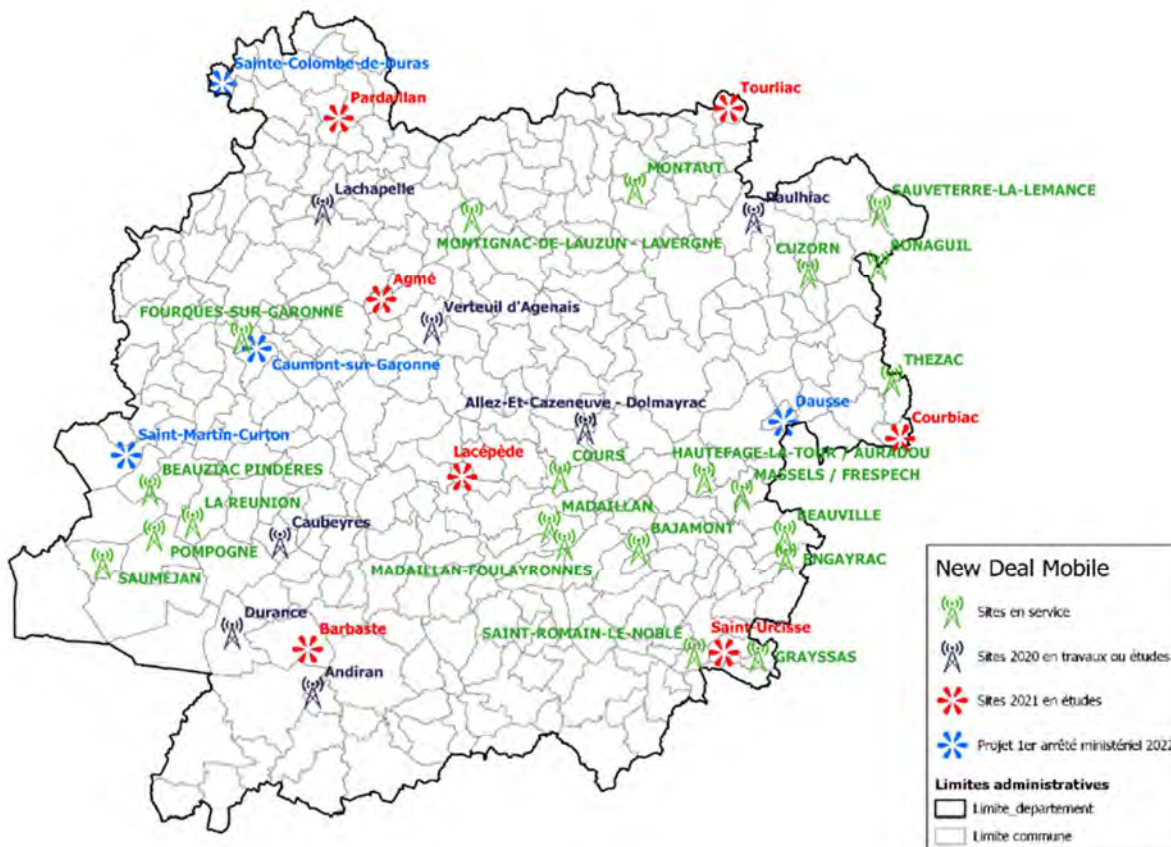 Sainte-Colombe-de-Duras
Pardaillan
Tourliac
MONTAUT
Lachapelle
Paulhiac
SAUVETERRE-LA-LEMANCE
MONTIGNAC-DE-LAUZUN - LAVERGNE
CUZORN
BONAGUIL
Agmé
FOURQUES-SUR-GARONNE
Verteuil d'Agenais
Caumont-sur-Garonne
THEZAC
Allez-Et-Cazeneuve - Dolmayrac
Dausse
Courbiac
Saint-Martin-Curton
Lacépède
COURS
HAUTEFAGE-LA-TOUR / AURADOU
BEAUZIAC PINDERES
MASSELS / FRESPECH
LA REUNION
MADAILLAN
BEAUVILLE
Caubeyres
BAJAMONT
POMPOGNE
ENGAYRAC
SAUMEJAN
MADAILLAN-TOULAYRONNES
Durance
Barbaste
SAINT-ROMAIN-LE-NOBLE
Saint-Urcisse
GRAYSSAS
Andiran
New Deal Mobile
Sites en service
Sites 2020 en travaux ou études
Sites 2021 en études
Projet 1er arrêté ministériel 2022
Limites administratives
Limite_departement
Limite commune